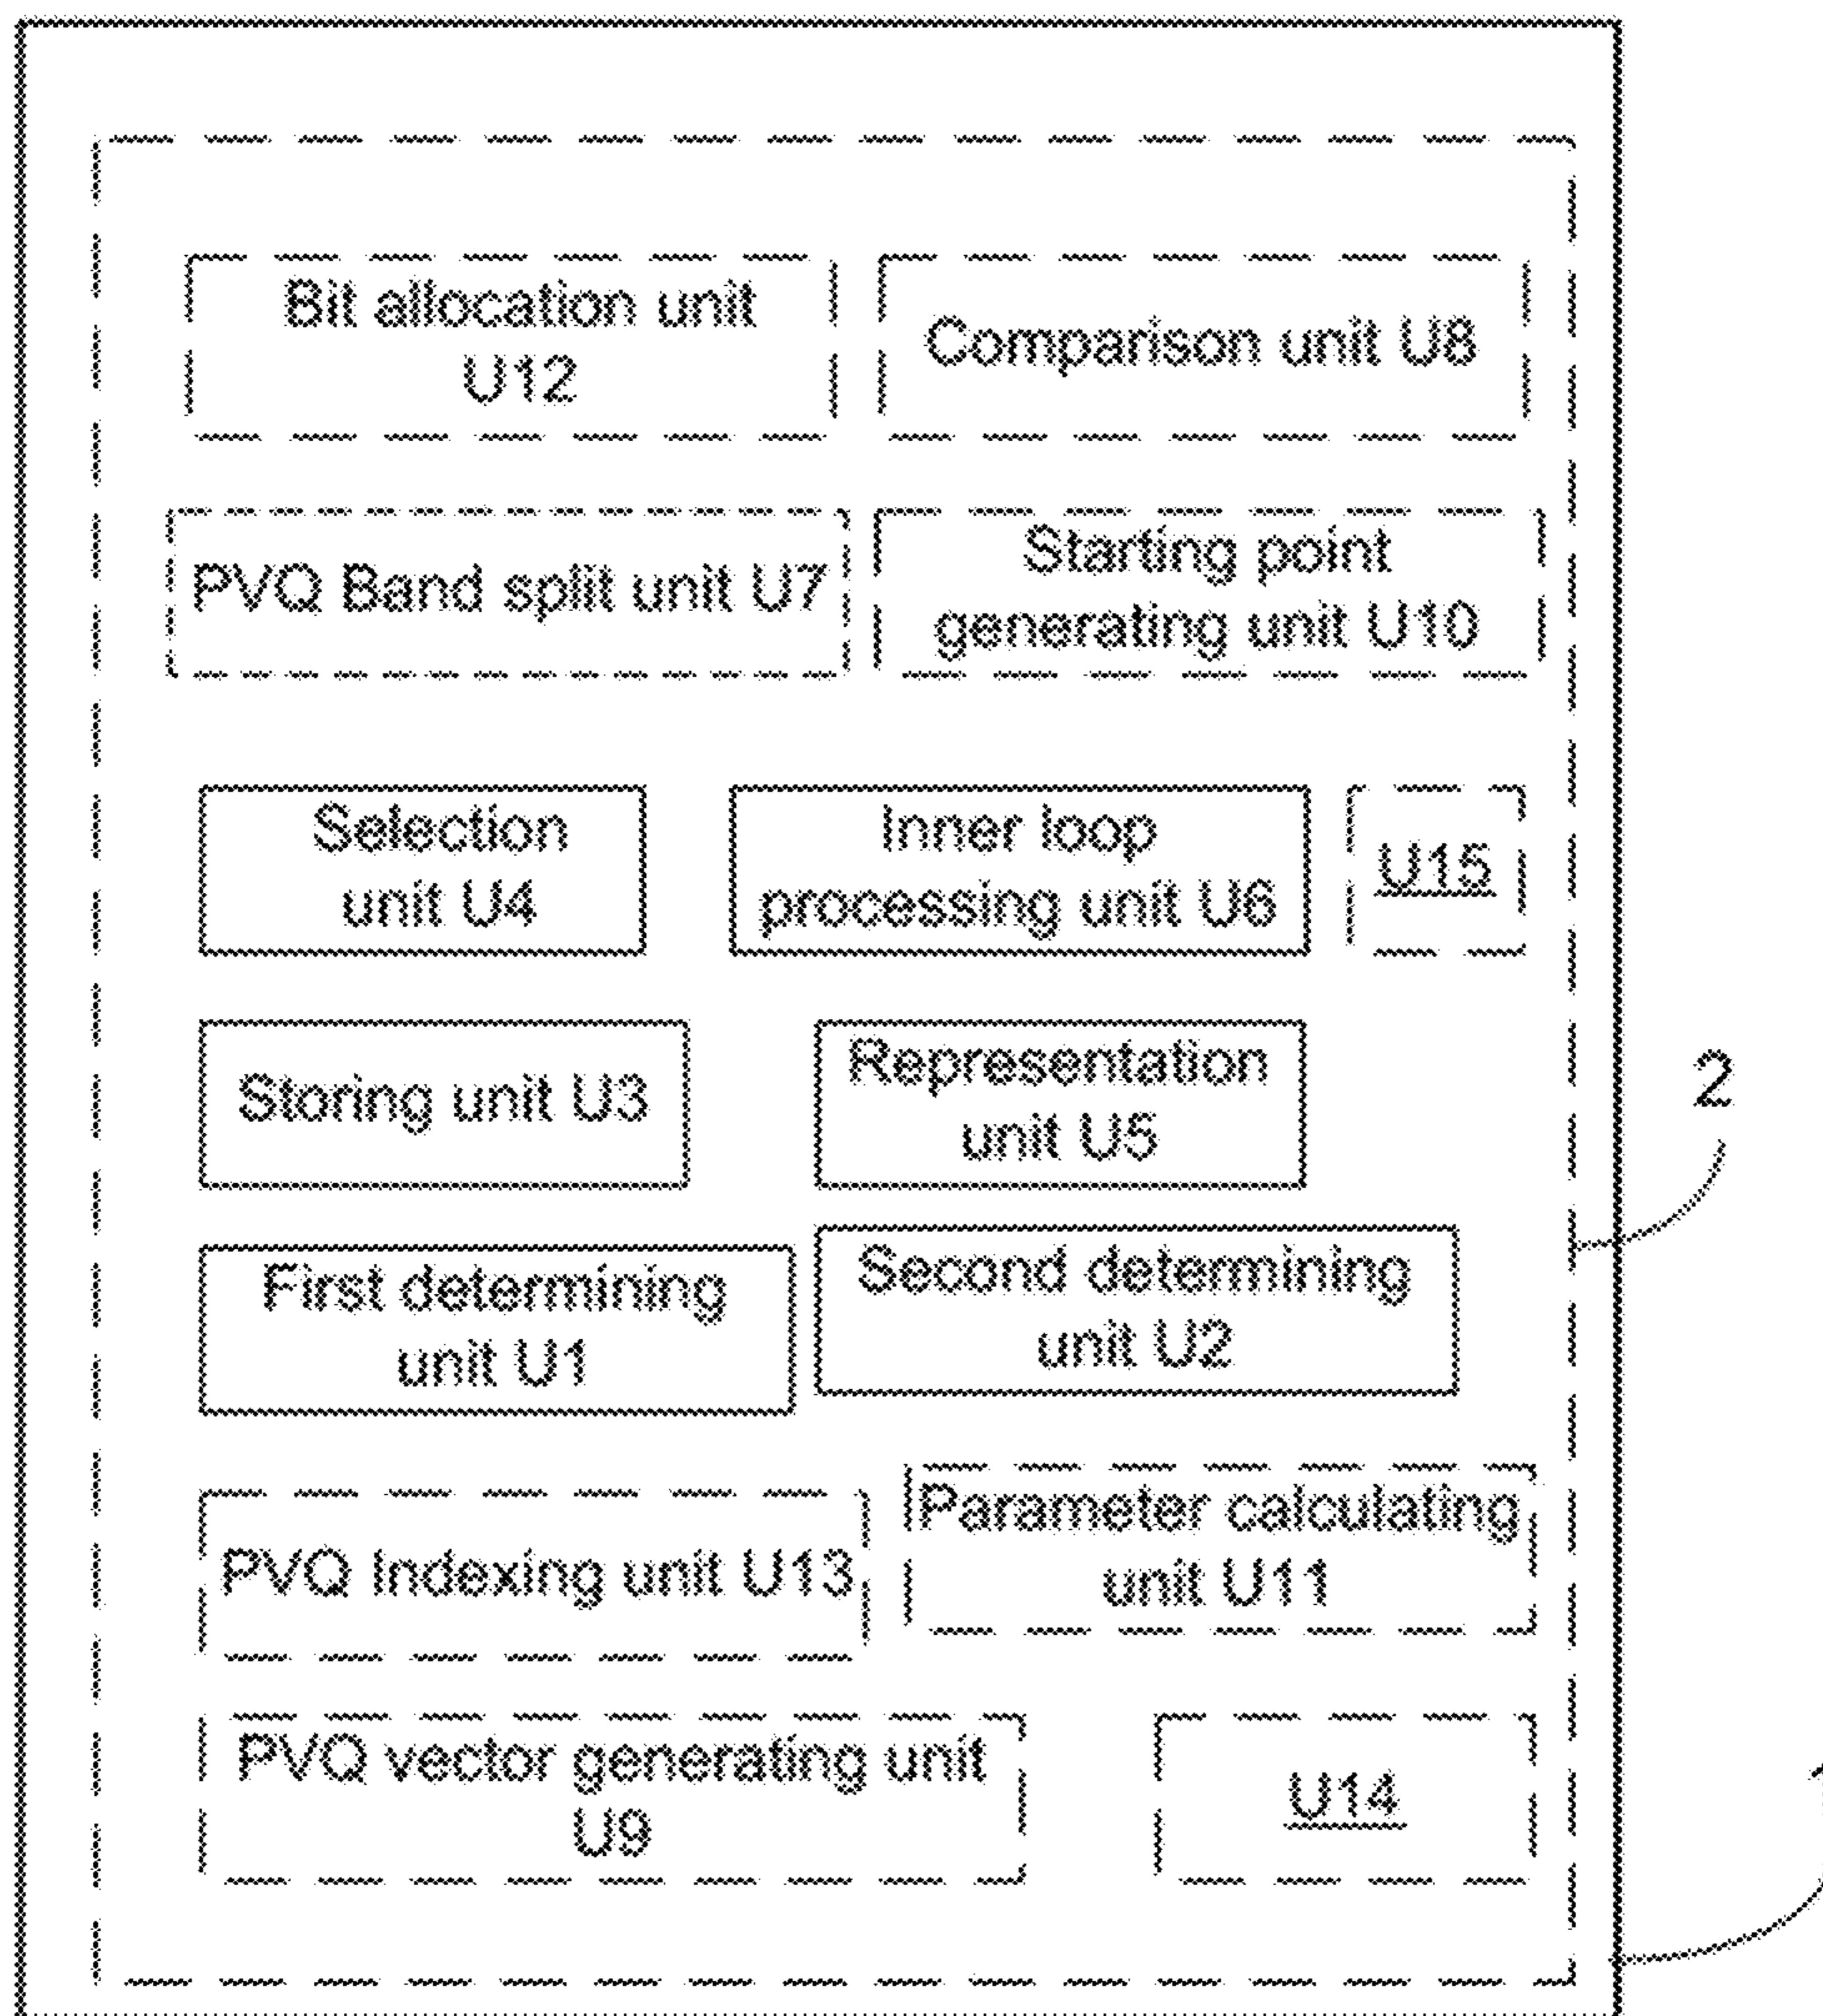 Bit allocation unit
U12
Comparison unit U8
PVQ Band split unit U7
Starting point
generating unit U10
Selection
unit U4
Inner loop
processing unit U6
U15
Storing unit U3
Representation
unit U5
2
First determining
unit U1
Second determining
unit U2
PVQ Indexing unit U13
Parameter calculating
unit U11
PVQ vector generating unit
U9
U14